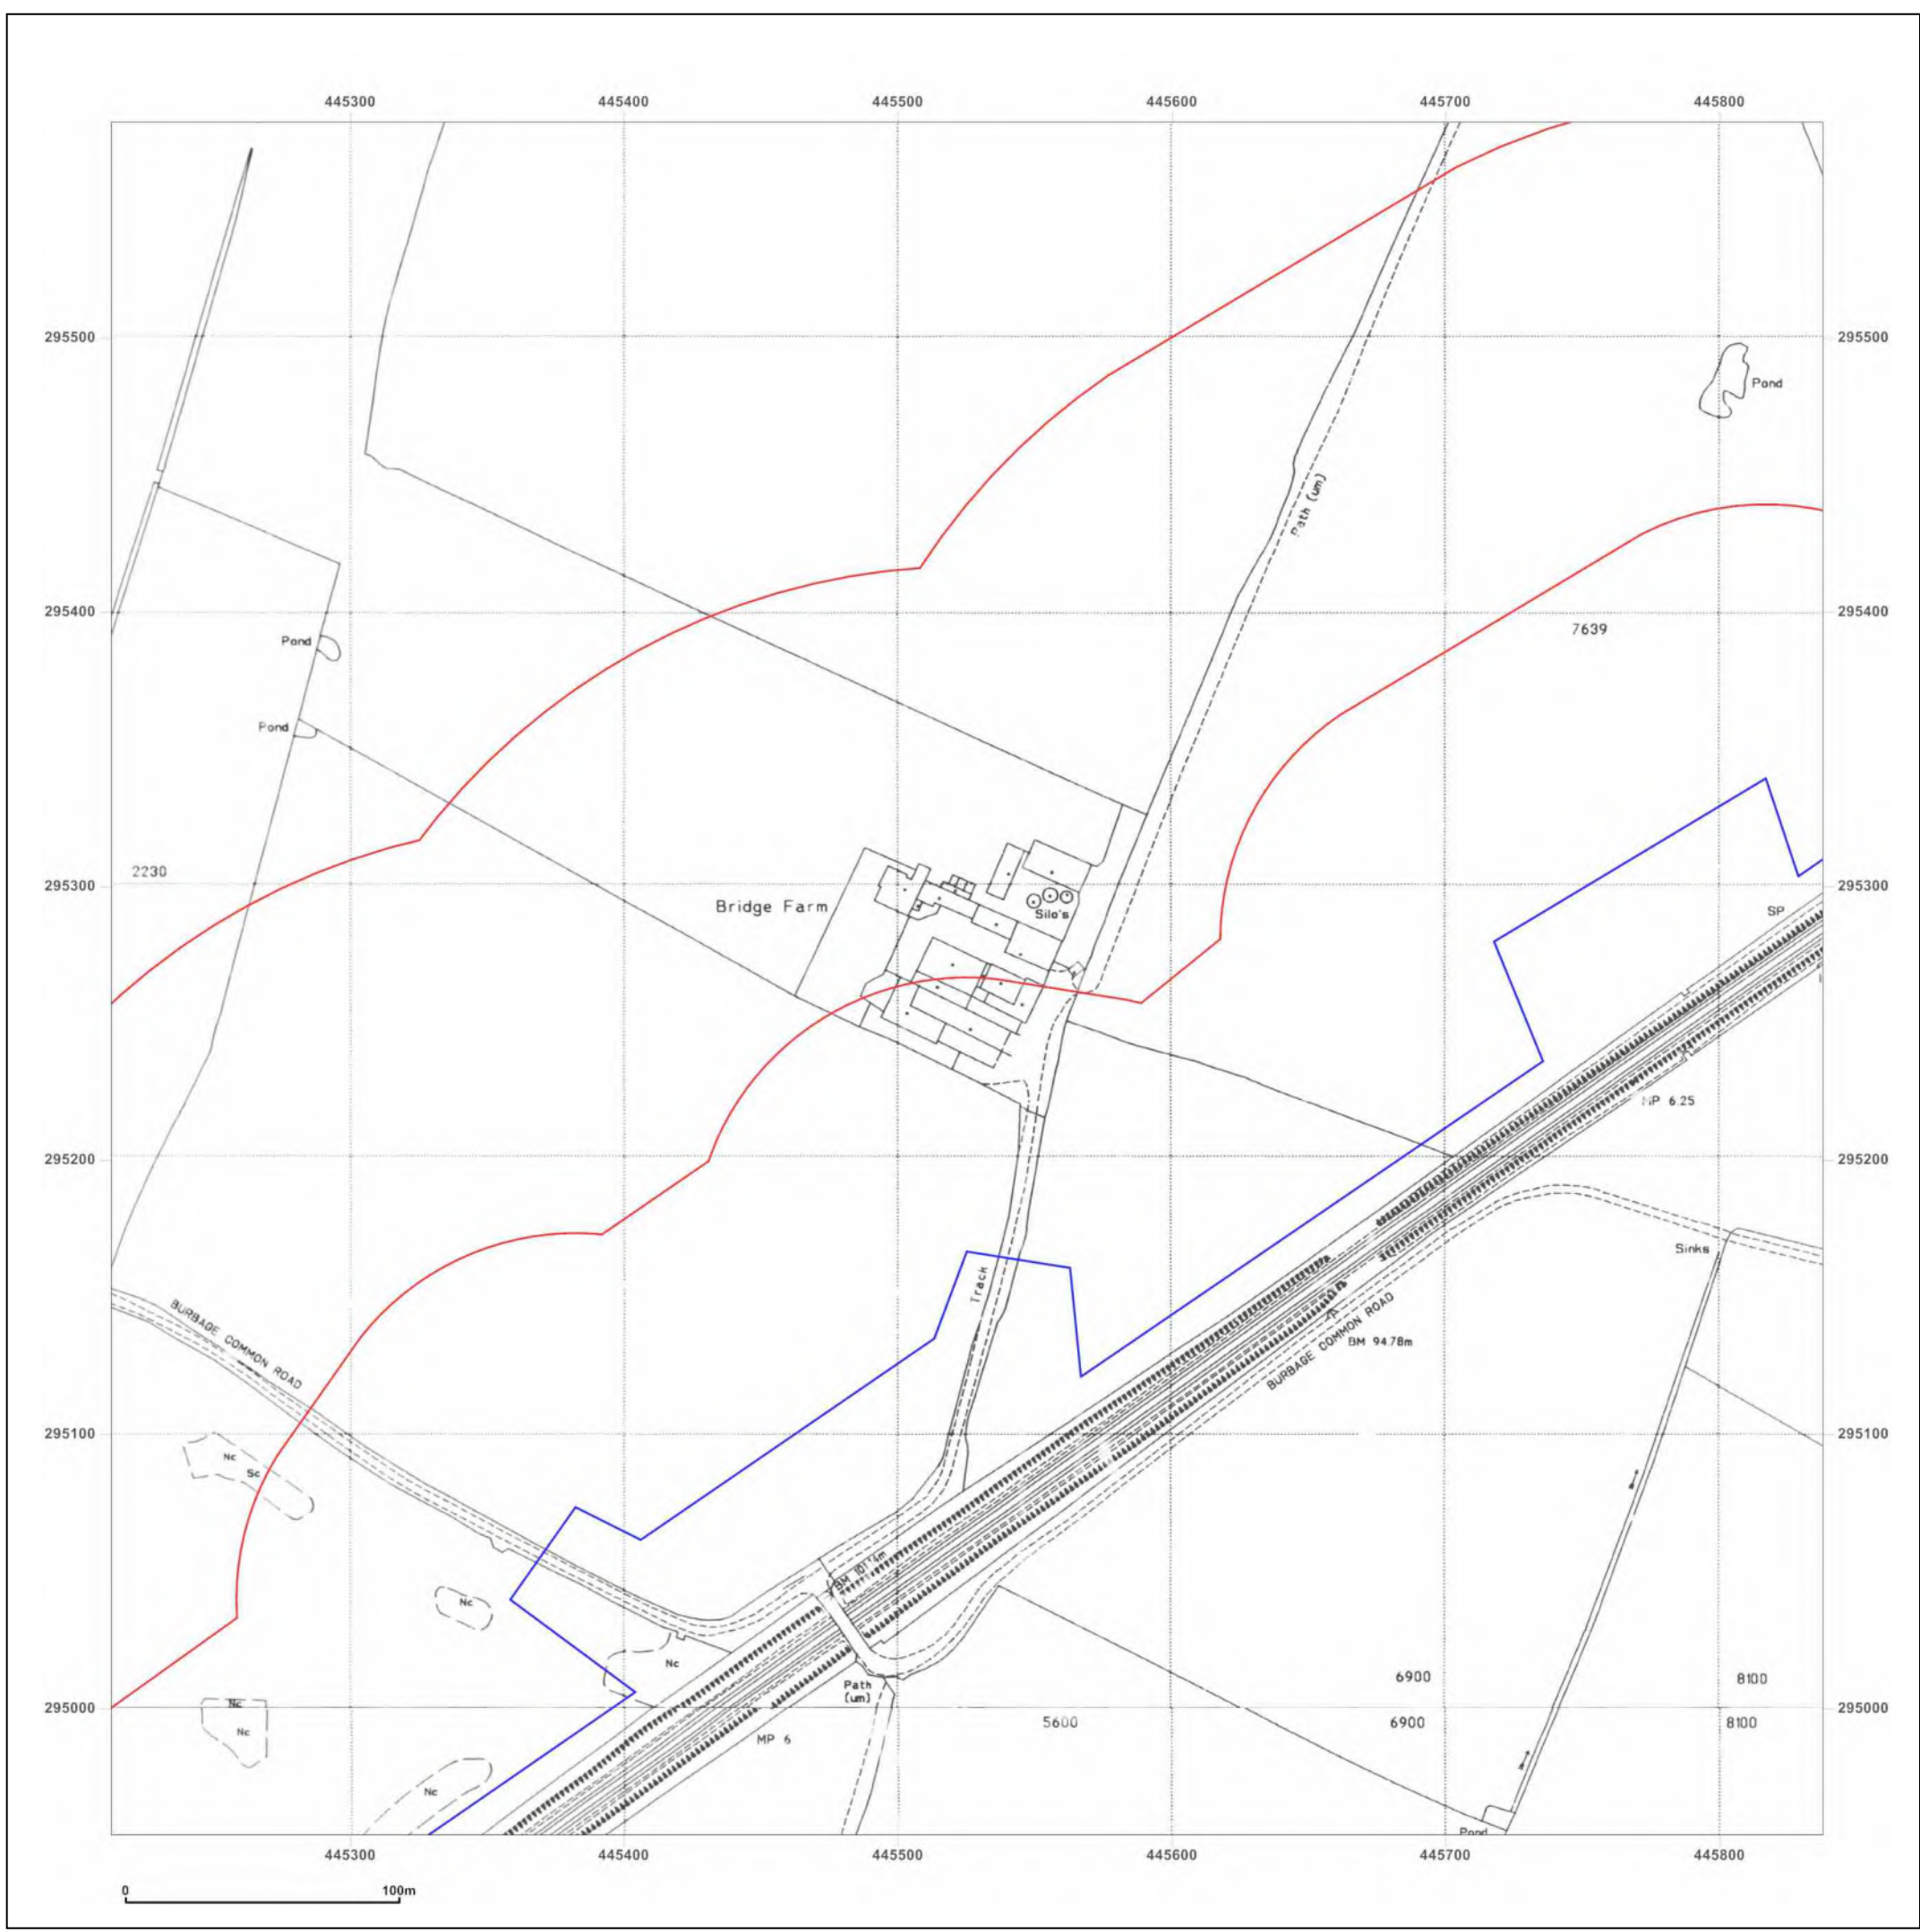 445300 445400 445500 445600 445700 445800
295500 295500
Pond
Path (um)
295400 295400
7639
Pond
Pond
2230
295300 295300
Bridge Farm
Silo's
SP
MP 6.25
295200 295200
Sinks
Track
BURBAGE COMMON ROAD
BURBAGE COMMON ROAD
BM 94.78m
295100 295100
Nc
Sc
Nc
Nc
Path
(um)
6900 8100
295000 295000
Nc
Nc
5600 6900 8100
MP 6
Nc
Pond
445300 445400 445500 445600 445700 445800
0 100m